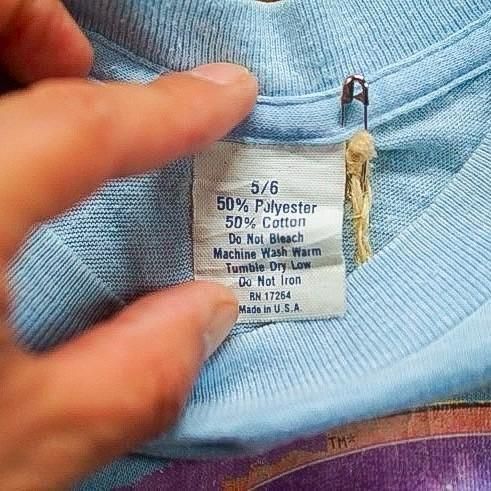 5/6
50% Polyester
50% Cotton
Do Not Bleach
Machine Wash Warm
Tumble Dry Low
Do Not Iron
RN 17264
Made in U.S.A.
TM*